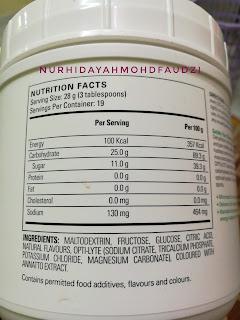 NURHIDAYAHMOHDFAUDZI
NUTRITION FACTS
Serving Size: 28 g (3 tablespoons)
Servings Per Container: 19
Per Serving Per 100 g
Energy 100 Kcal 357 Kcal
Carbohydrate 25.0 g 89.3 g
Sugar 11.0 g 39.3 g
Protein 0.0 g 0.0 g
Fat 0.0 g 0.0 g
Cholesterol 0.0 mg 0.0 mg
Sodium 130 mg 464 mg
INGREDIENTS: MALTODEXTRIN, FRUCTOSE, GLUCOSE, CITRIC ACID,
NATURAL FLAVOURS, OPTI-LYTE (SODIUM CITRATE, TRICALCIUM PHOSPHATE,
POTASSIUM CHLORIDE, MAGNESIUM CARBONATE), COLOURED WITH
ANNATTO EXTRACT.
Contains permitted food additives, flavours and colours.